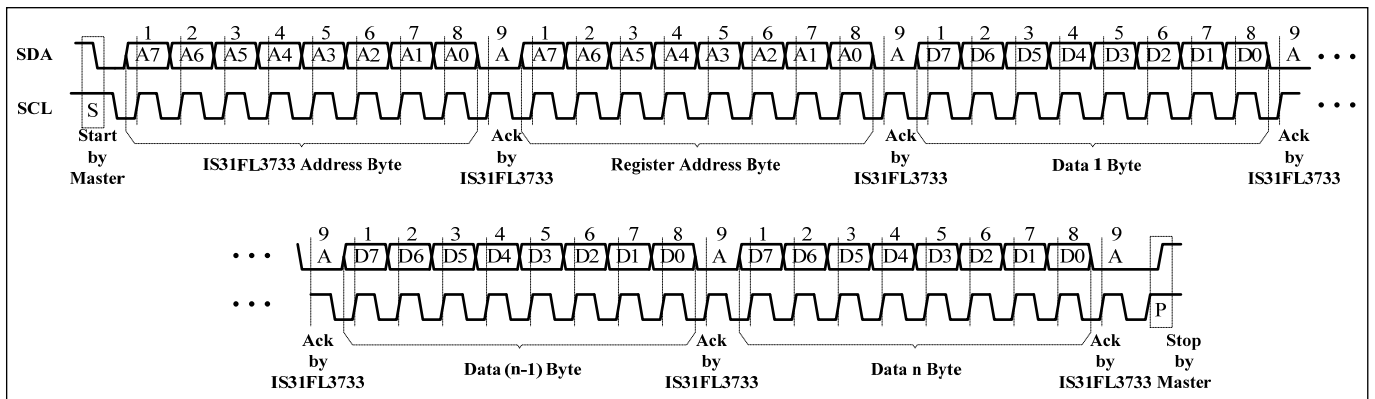 1 2 3 4 5 6 7 8 9 1 2 3 4 5 6 7 8 9 1 2 3 4 5 6 7 8 9
SDA A7 A6 A5 A4 A3 A2 A1 A0 A A7 A6 A5 A4 A3 A2 A1 A0 A D7 D6 D5 D4 D3 D2 D1 D0 A • • •
SCL S • • •
Start by Master
IS31FL3733 Address Byte
Ack by IS31FL3733
Register Address Byte
Ack by IS31FL3733
Data 1 Byte
Ack by IS31FL3733
9 1 2 3 4 5 6 7 8 9 1 2 3 4 5 6 7 8 9
• • • A D7 D6 D5 D4 D3 D2 D1 D0 A D7 D6 D5 D4 D3 D2 D1 D0 A
• • • P
Ack by IS31FL3733
Data (n-1) Byte
Ack by IS31FL3733
Data n Byte
Ack by IS31FL3733
Stop by Master